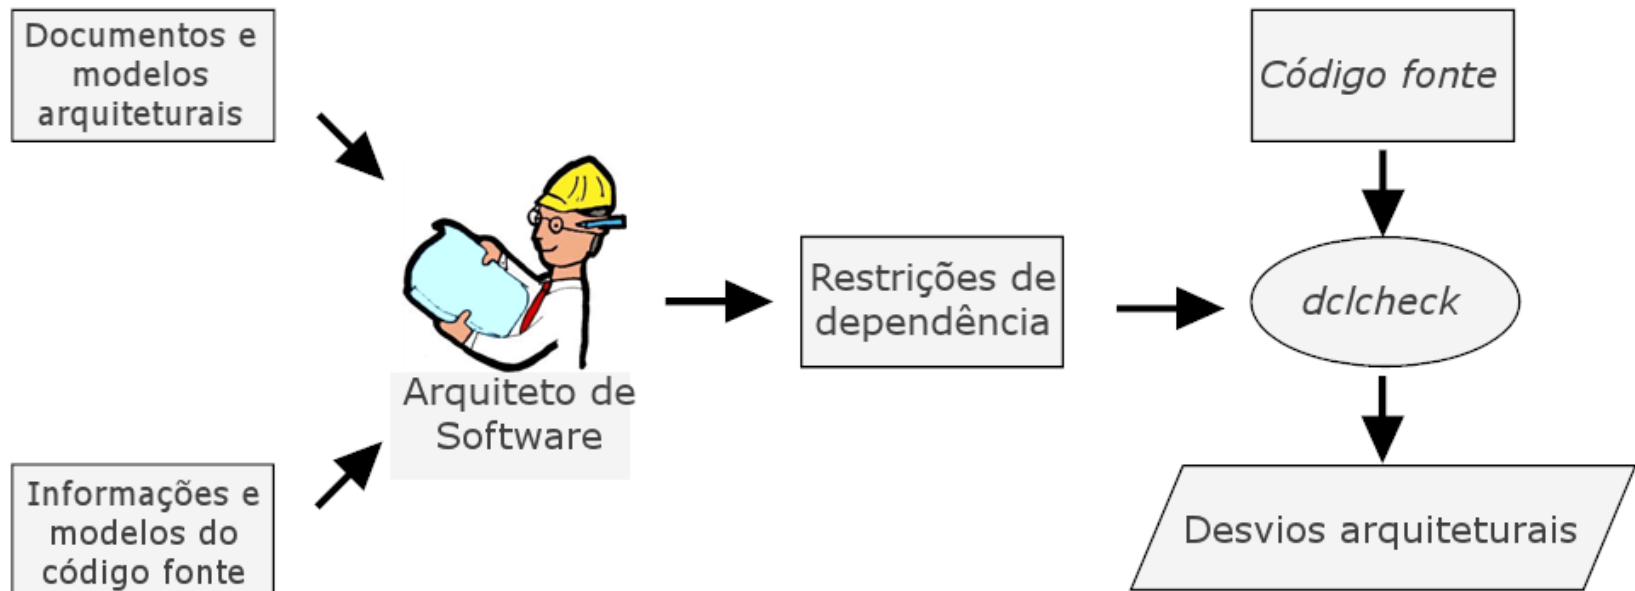 Documentos e
modelos
arquiteturais
Informações e
modelos do
código fonte
Arquiteto de
Software
Restrições de
dependência
Código fonte
dclcheck
Desvios arquiteturais